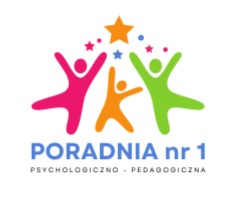 PORADNIA nr 1
PSYCHOLOGICZNO - PEDAGOGICZNA